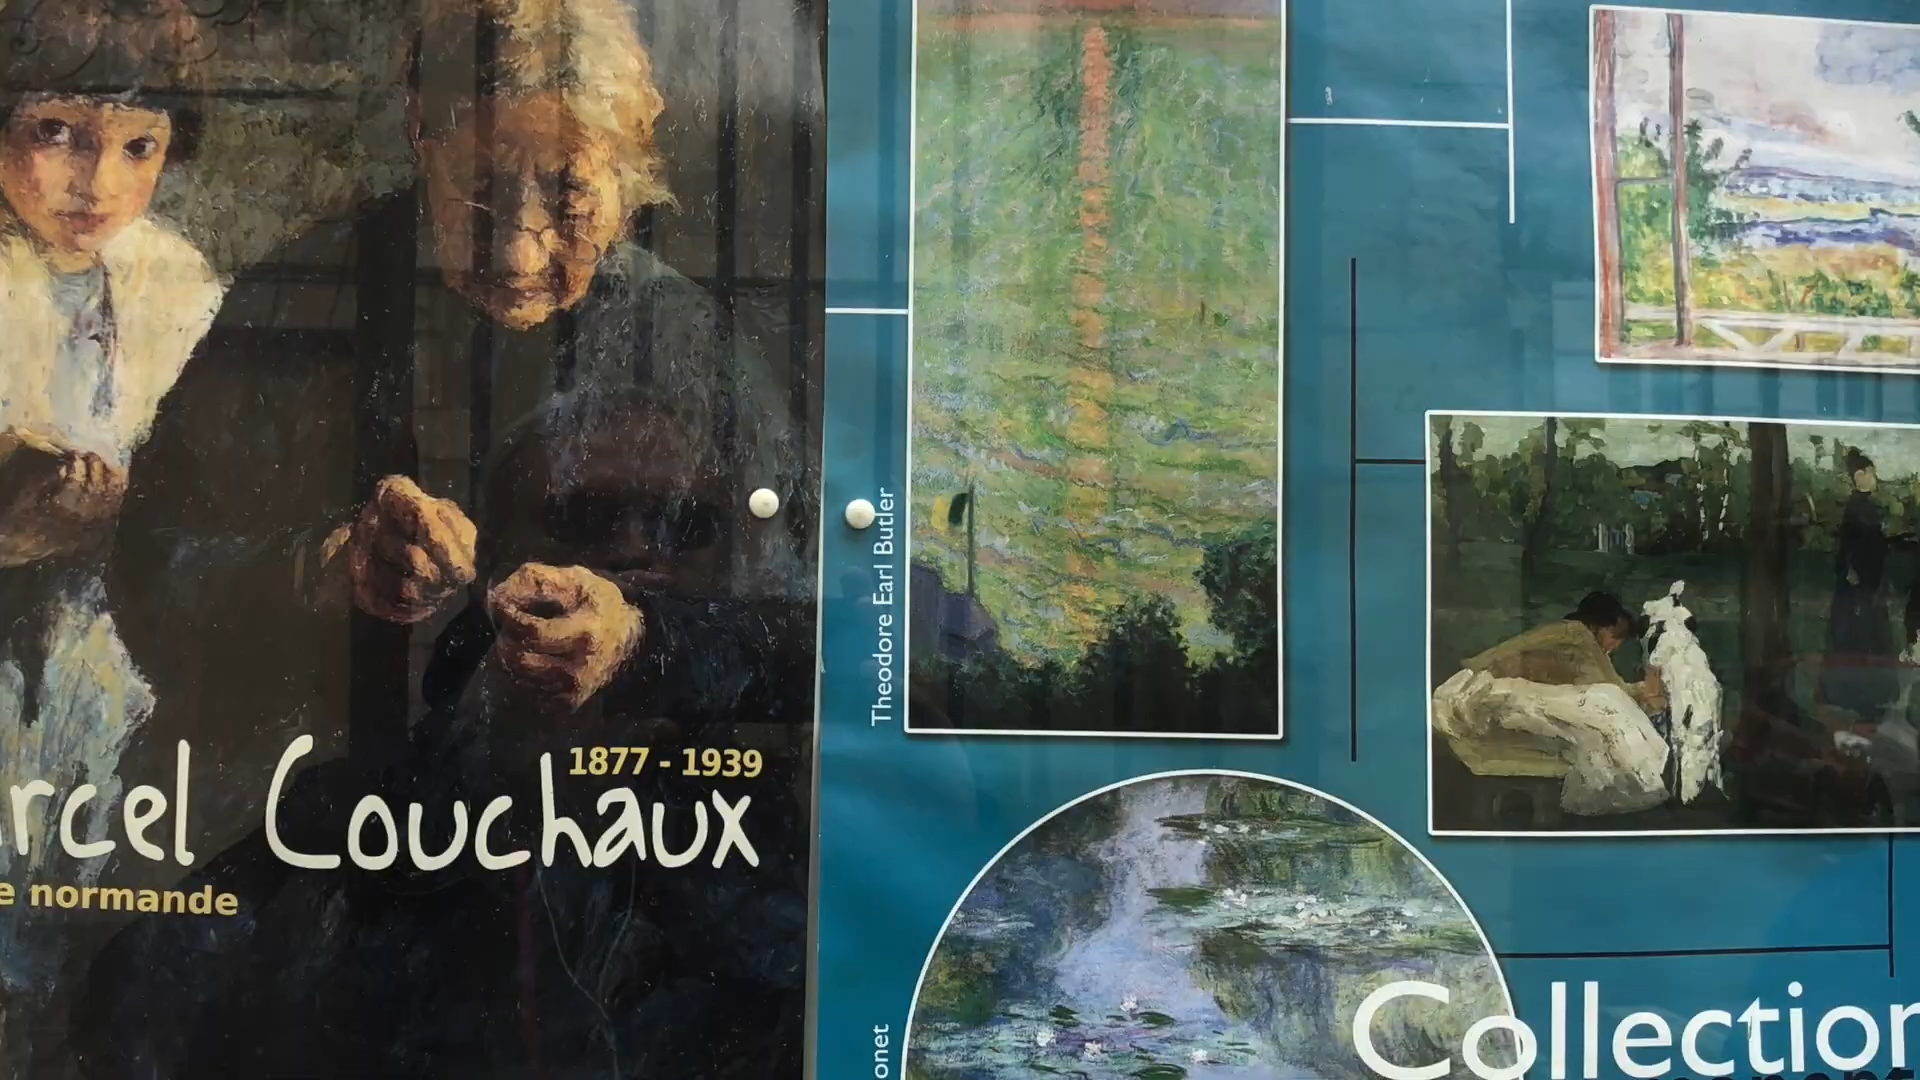 1877 - 1939
rcel Couchaux
e normande
Theodore Earl Butler
onet
Collection